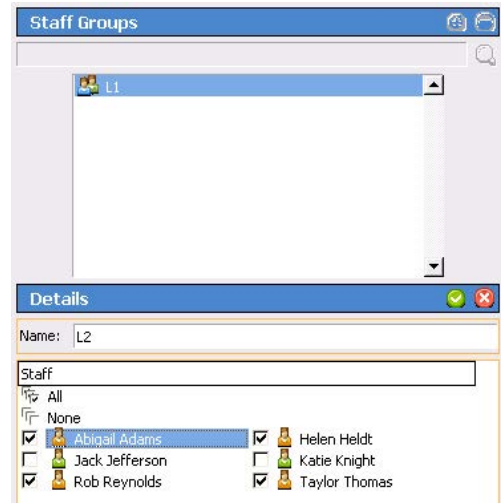 Staff Groups
L1
Details
Name: L2
Staff
All
None
Abigail Adams Helen Heldt
Jack Jefferson Katie Knight
Rob Reynolds Taylor Thomas